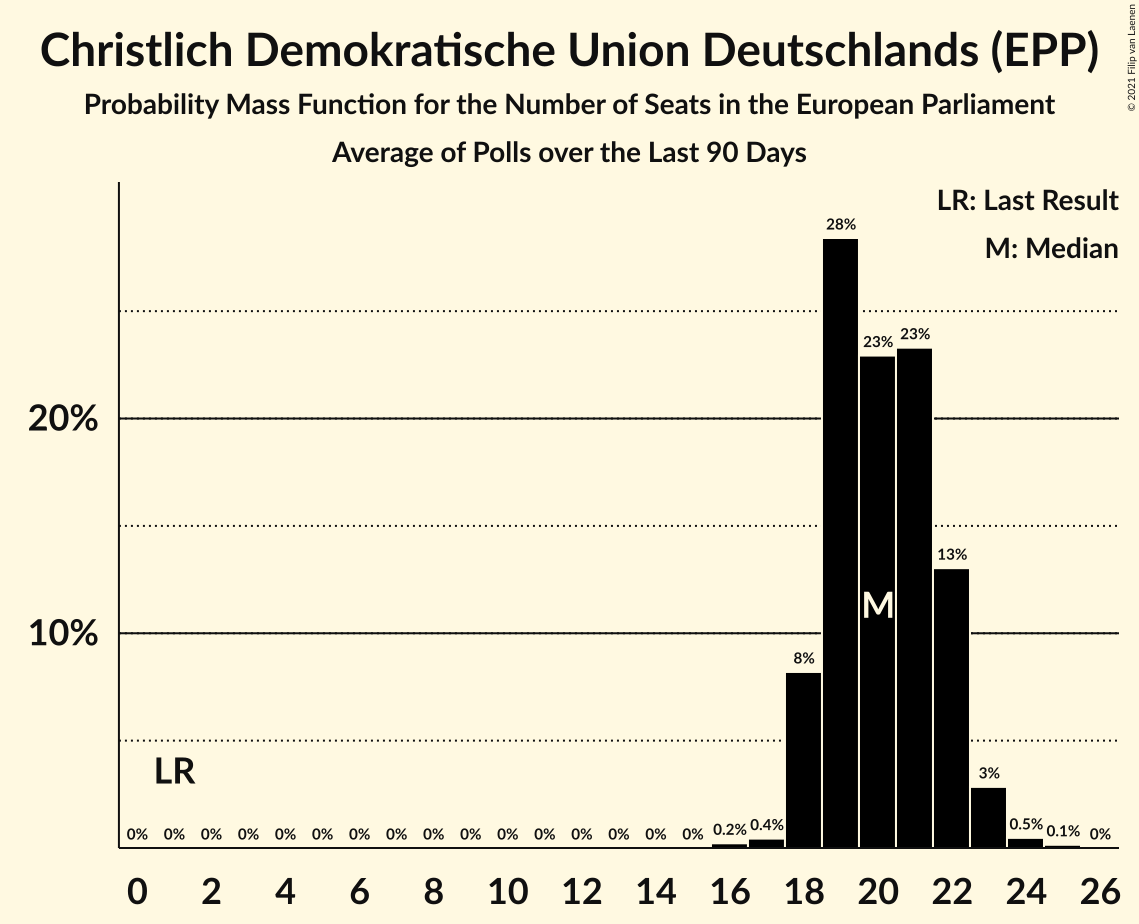 Christlich Demokratische Union Deutschlands (EPP)
Probability Mass Function for the Number of Seats in the European Parliament
Average of Polls over the Last 90 Days
© 2021 Filip van Laenen
LR: Last Result
M: Median
28%
23% 23%
20%
13%
M
10%
8%
LR
3%
0% 0% 0% 0% 0% 0% 0% 0% 0% 0% 0% 0% 0% 0% 0% 0% 0.2% 0.4% 0.5% 0.1% 0%
0 2 4 6 8 10 12 14 16 18 20 22 24 26